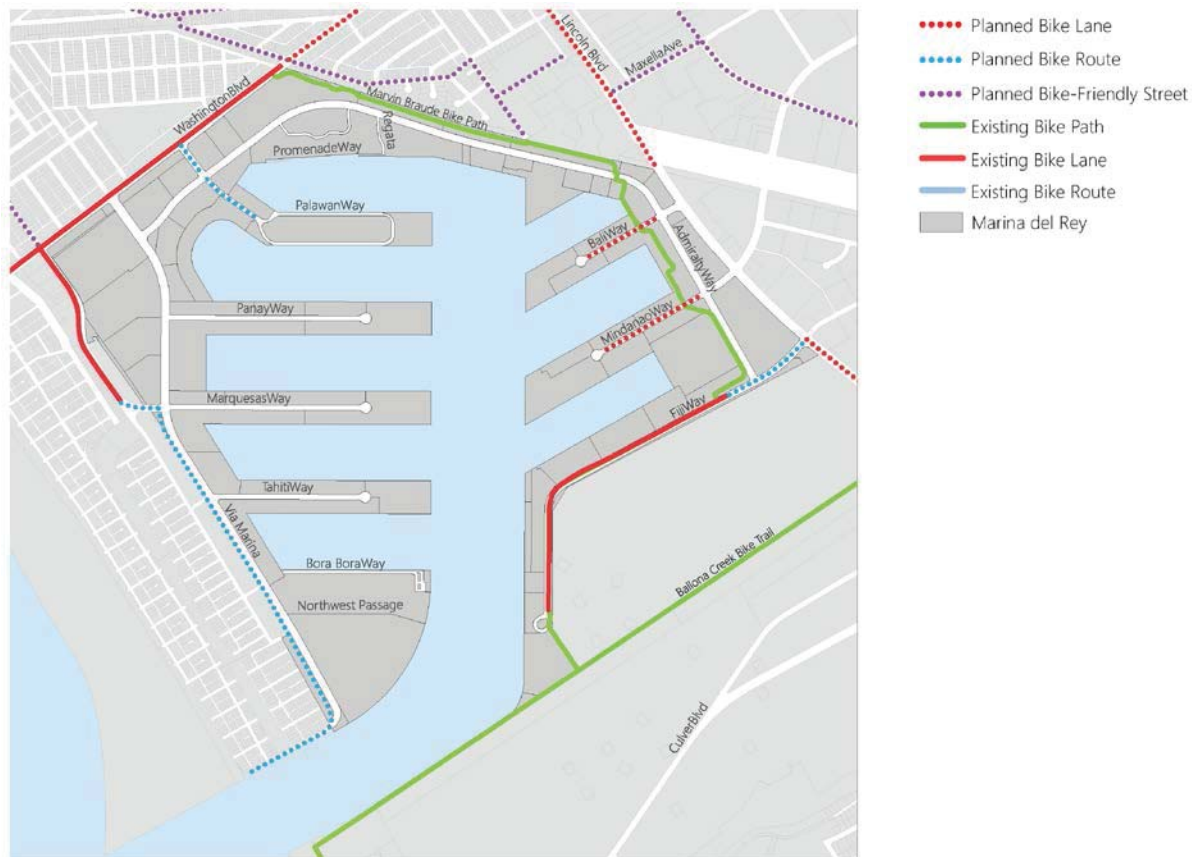 Planned Bike Lane
Planned Bike Route
Planned Bike-Friendly Street
Existing Bike Path
Existing Bike Lane
Existing Bike Route
Marina del Rey
Lincoln Blvd
MaxellaAve
WashingtonBlvd
Marvin Braude Bike Path
Regata
PromenadeWay
PalawanWay
BaliWay
AdmiraltyWay
PanayWay
MindanaoWay
MarquesasWay
FijiWay
TahitiWay
Via Marina
Bora BoraWay
Northwest Passage
Ballona Creek Bike Trail
CulverBlvd